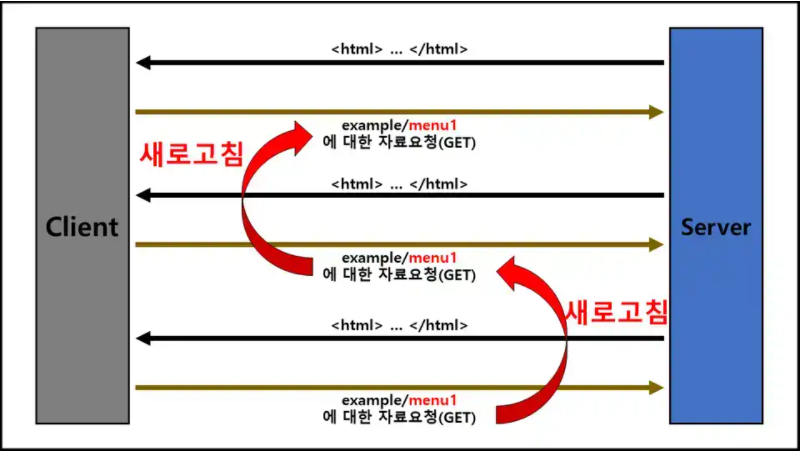 <html> ... </html>
example/menu1
에 대한 자료요청(GET)
새로고침
<html> ... </html>
Client
Server
example/menu1
에 대한 자료요청(GET)
새로고침
<html> ... </html>
example/menu1
에 대한 자료요청(GET)